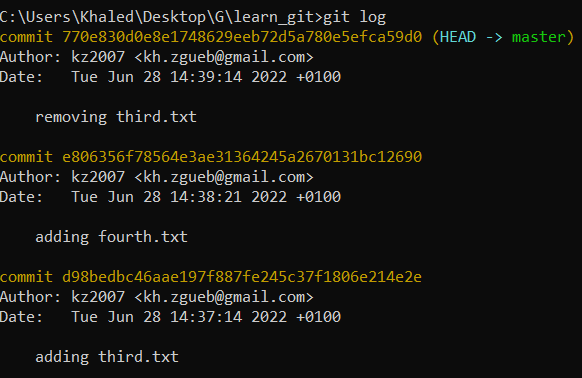 C:\Users\Khaled\Desktop\G\learn_git>git log
commit 770e830d0e8e1748629eeb72d5a780e5efca59d0 (HEAD -> master)
Author: kz2007 <kh.zgueb@gmail.com>
Date:   Tue Jun 28 14:39:14 2022 +0100
    removing third.txt
commit e806356f78564e3ae31364245a2670131bc12690
Author: kz2007 <kh.zgueb@gmail.com>
Date:   Tue Jun 28 14:38:21 2022 +0100
    adding fourth.txt
commit d98bedbc46aae197f887fe245c37f1806e214e2e
Author: kz2007 <kh.zgueb@gmail.com>
Date:   Tue Jun 28 14:37:14 2022 +0100
    adding third.txt